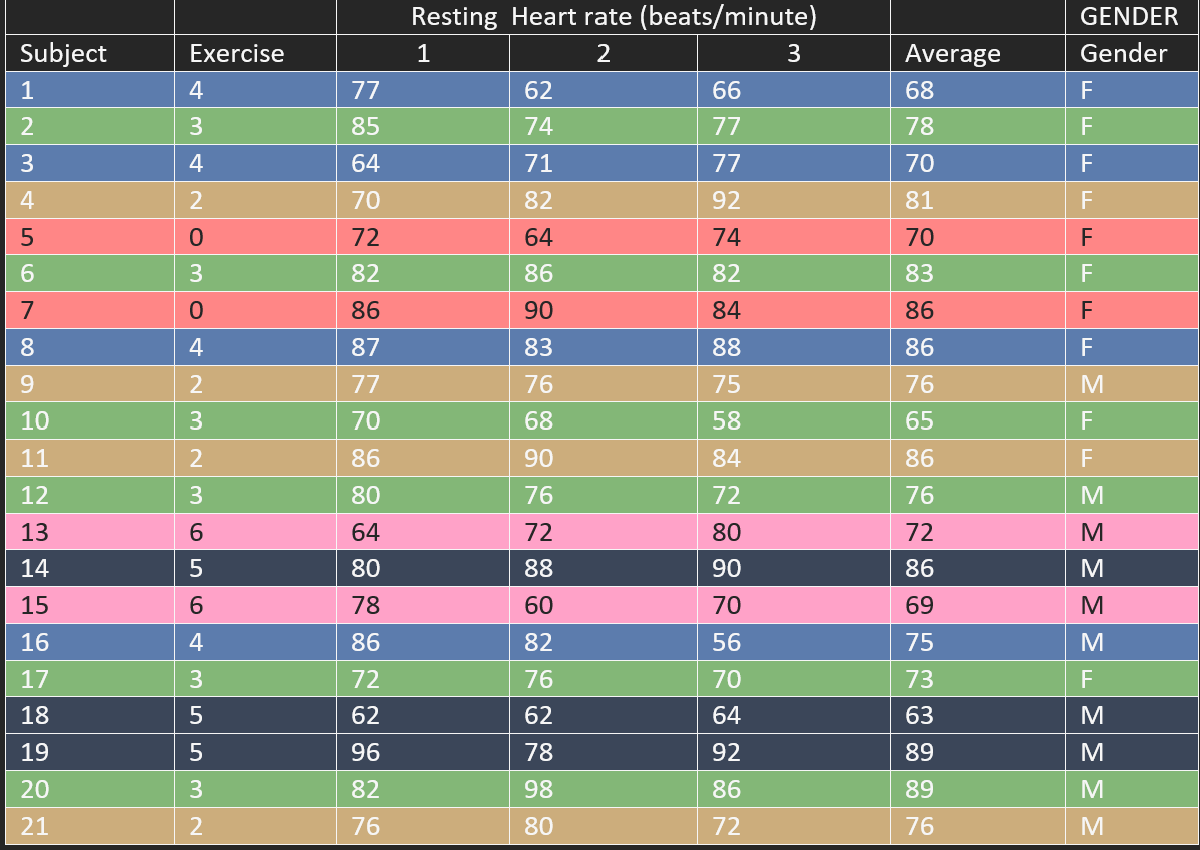 Resting Heart rate (beats/minute) GENDER
Subject Exercise 1 2 3 Average Gender
1 4 77 62 66 68 F
2 3 85 74 77 78 F
3 4 64 71 77 70 F
4 2 70 82 92 81 F
5 0 72 64 74 70 F
6 3 82 86 82 83 F
7 0 86 90 84 86 F
8 4 87 83 88 86 F
9 2 77 76 75 76 M
10 3 70 68 58 65 F
11 2 86 90 84 86 F
12 3 80 76 72 76 M
13 6 64 72 80 72 M
14 5 80 88 90 86 M
15 6 78 60 70 69 M
16 4 86 82 56 75 M
17 3 72 76 70 73 F
18 5 62 62 64 63 M
19 5 96 78 92 89 M
20 3 82 98 86 89 M
21 2 76 80 72 76 M